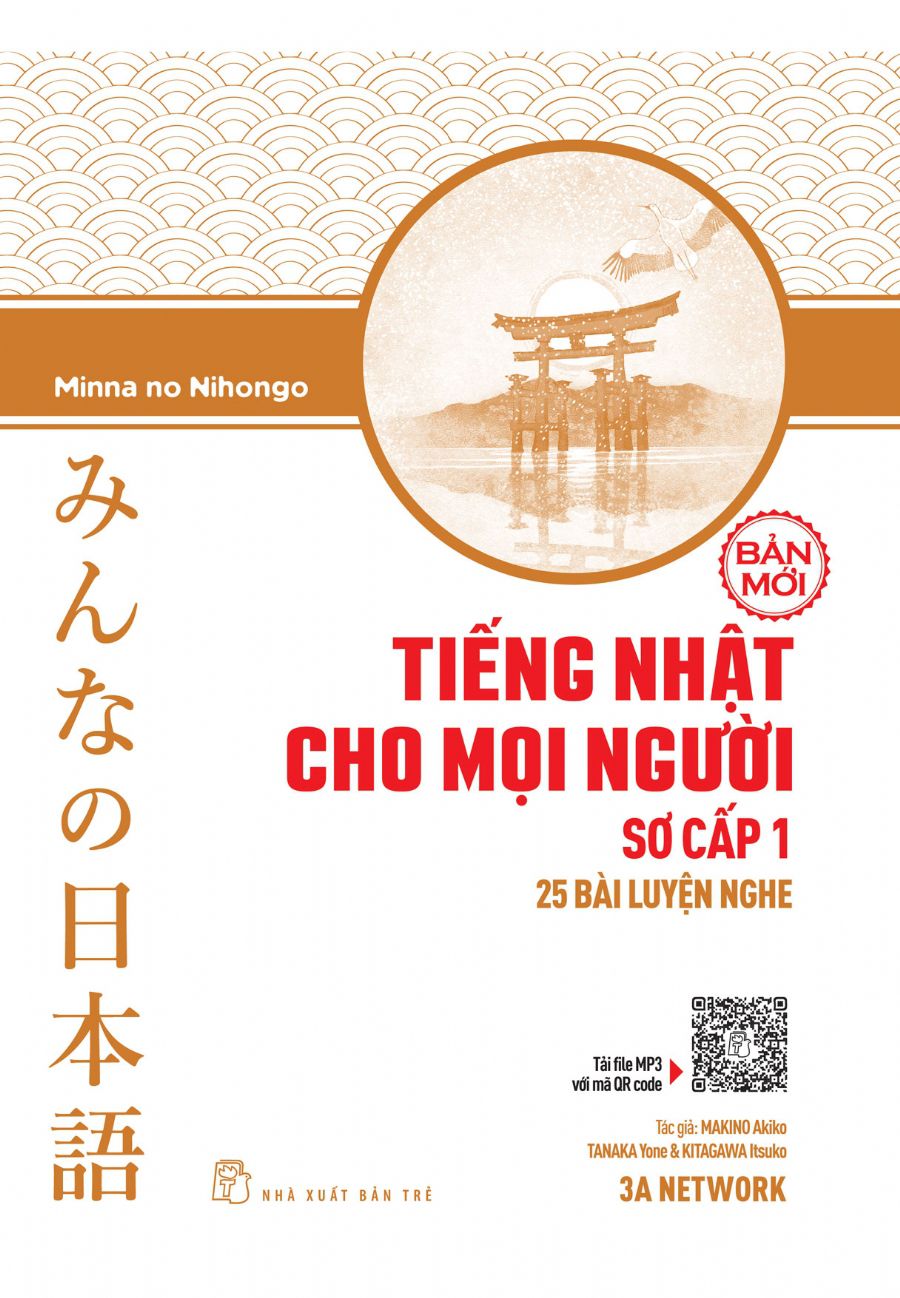 Minna no Nihongo
みんなの日本語
BẢN
MỚI
TIẾNG NHẬT
CHO MỌI NGƯỜI
SƠ CẤP 1
25 BÀI LUYỆN NGHE
Tải file MP3
với mã QR code
Tác giả: MAKINO Akiko
TANAKA Yone & KITAGAWA Itsuko
3A NETWORK
T
NHÀ XUẤT BẢN TRẺ